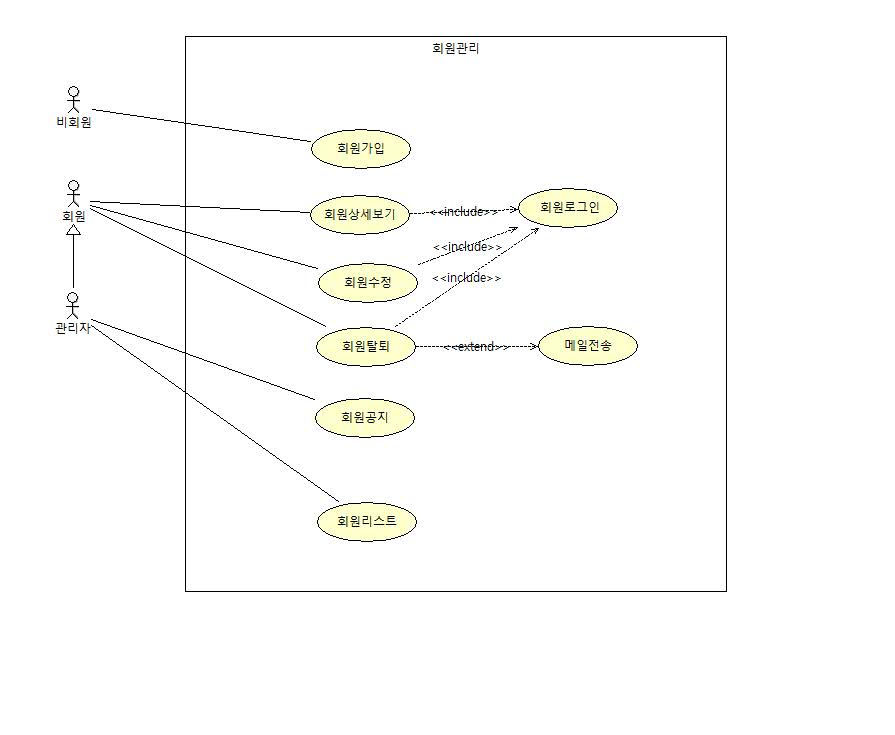 회원관리
비회원
회원가입
회원
회원상세보기
<<include>>
회원로그인
<<include>>
회원수정
<<include>>
관리자
회원탈퇴
<<extend>>
메일전송
회원공지
회원리스트